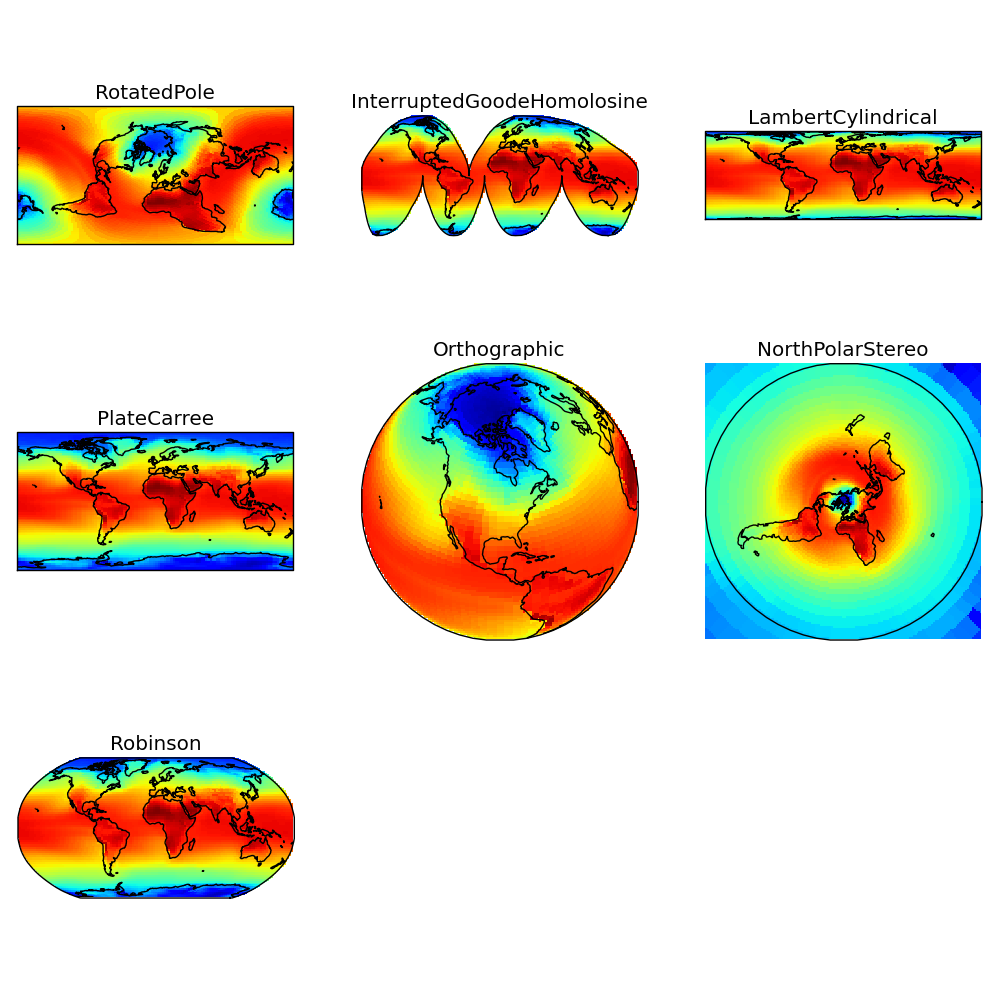 RotatedPole
InterruptedGoodeHomolosine
LambertCylindrical
PlateCarree
Orthographic
NorthPolarStereo
Robinson